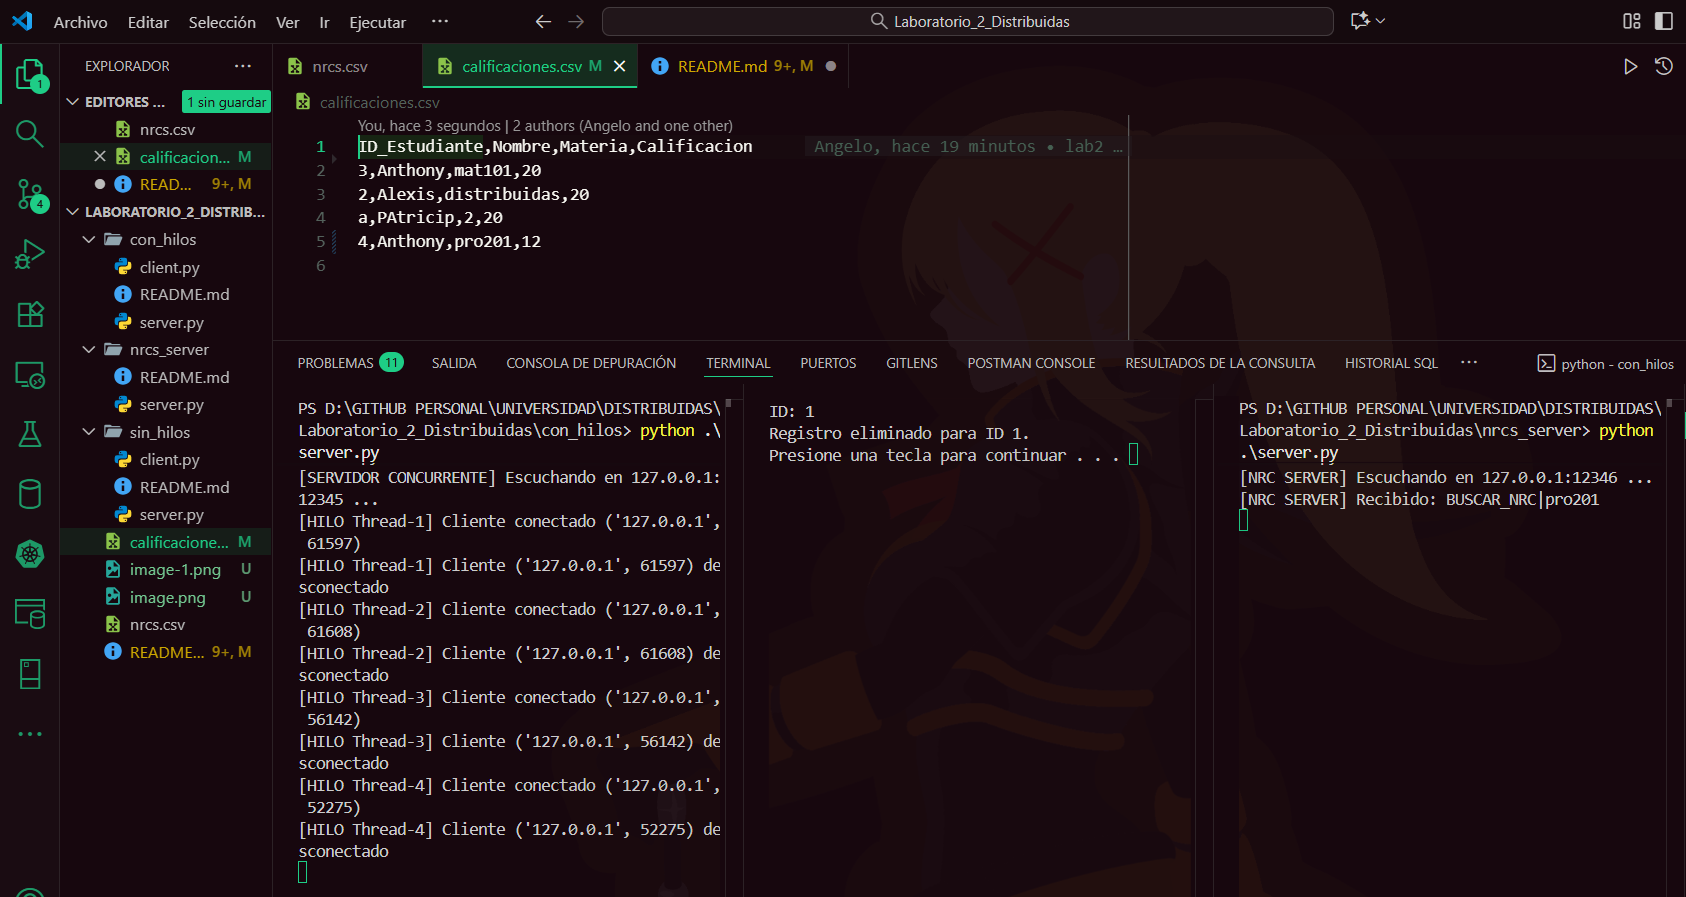 Archivo Editar Selección Ver Ir Ejecutar ··· Laboratorio_2_Distribuidas
EXPLORADOR ···
EDITORES ... 1 sin guardar
nrcs.csv
calificacion... M
READ... 9+, M
LABORATORIO_2_DISTRIB...
con_hilos
client.py
README.md
server.py
nrcs_server
README.md
server.py
sin_hilos
client.py
README.md
server.py
calificacione... M
image-1.png U
image.png U
nrcs.csv
README... 9+, M
1
4
nrcs.csv calificaciones.csv M README.md 9+, M
calificaciones.csv
You, hace 3 segundos | 2 authors (Angelo and one other)
1 ID_Estudiante,Nombre,Materia,Calificacion Angelo, hace 19 minutos • lab2 ...
2 3,Anthony,mat101,20
3 2,Alexis,distribuidas,20
4 a,PAtricip,2,20
5 4,Anthony,pro201,12
6
PROBLEMAS 11 SALIDA CONSOLA DE DEPURACIÓN TERMINAL PUERTOS GITLENS POSTMAN CONSOLE RESULTADOS DE LA CONSULTA HISTORIAL SQL ··· python - con_hilos
PS D:\GITHUB PERSONAL\UNIVERSIDAD\DISTRIBUIDAS\
Laboratorio_2_Distribuidas\con_hilos> python .\
server.py
[SERVIDOR CONCURRENTE] Escuchando en 127.0.0.1:
12345 ...
[HILO Thread-1] Cliente conectado ('127.0.0.1',
61597)
[HILO Thread-1] Cliente ('127.0.0.1', 61597) de
sconectado
[HILO Thread-2] Cliente conectado ('127.0.0.1',
61608)
[HILO Thread-2] Cliente ('127.0.0.1', 61608) de
sconectado
[HILO Thread-3] Cliente conectado ('127.0.0.1',
56142)
[HILO Thread-3] Cliente ('127.0.0.1', 56142) de
sconectado
[HILO Thread-4] Cliente conectado ('127.0.0.1',
52275)
[HILO Thread-4] Cliente ('127.0.0.1', 52275) de
sconectado
ID: 1
Registro eliminado para ID 1.
Presione una tecla para continuar . . .
PS D:\GITHUB PERSONAL\UNIVERSIDAD\DISTRIBUIDAS\
Laboratorio_2_Distribuidas\nrcs_server> python
.\server.py
[NRC SERVER] Escuchando en 127.0.0.1:12346 ...
[NRC SERVER] Recibido: BUSCAR_NRC|pro201